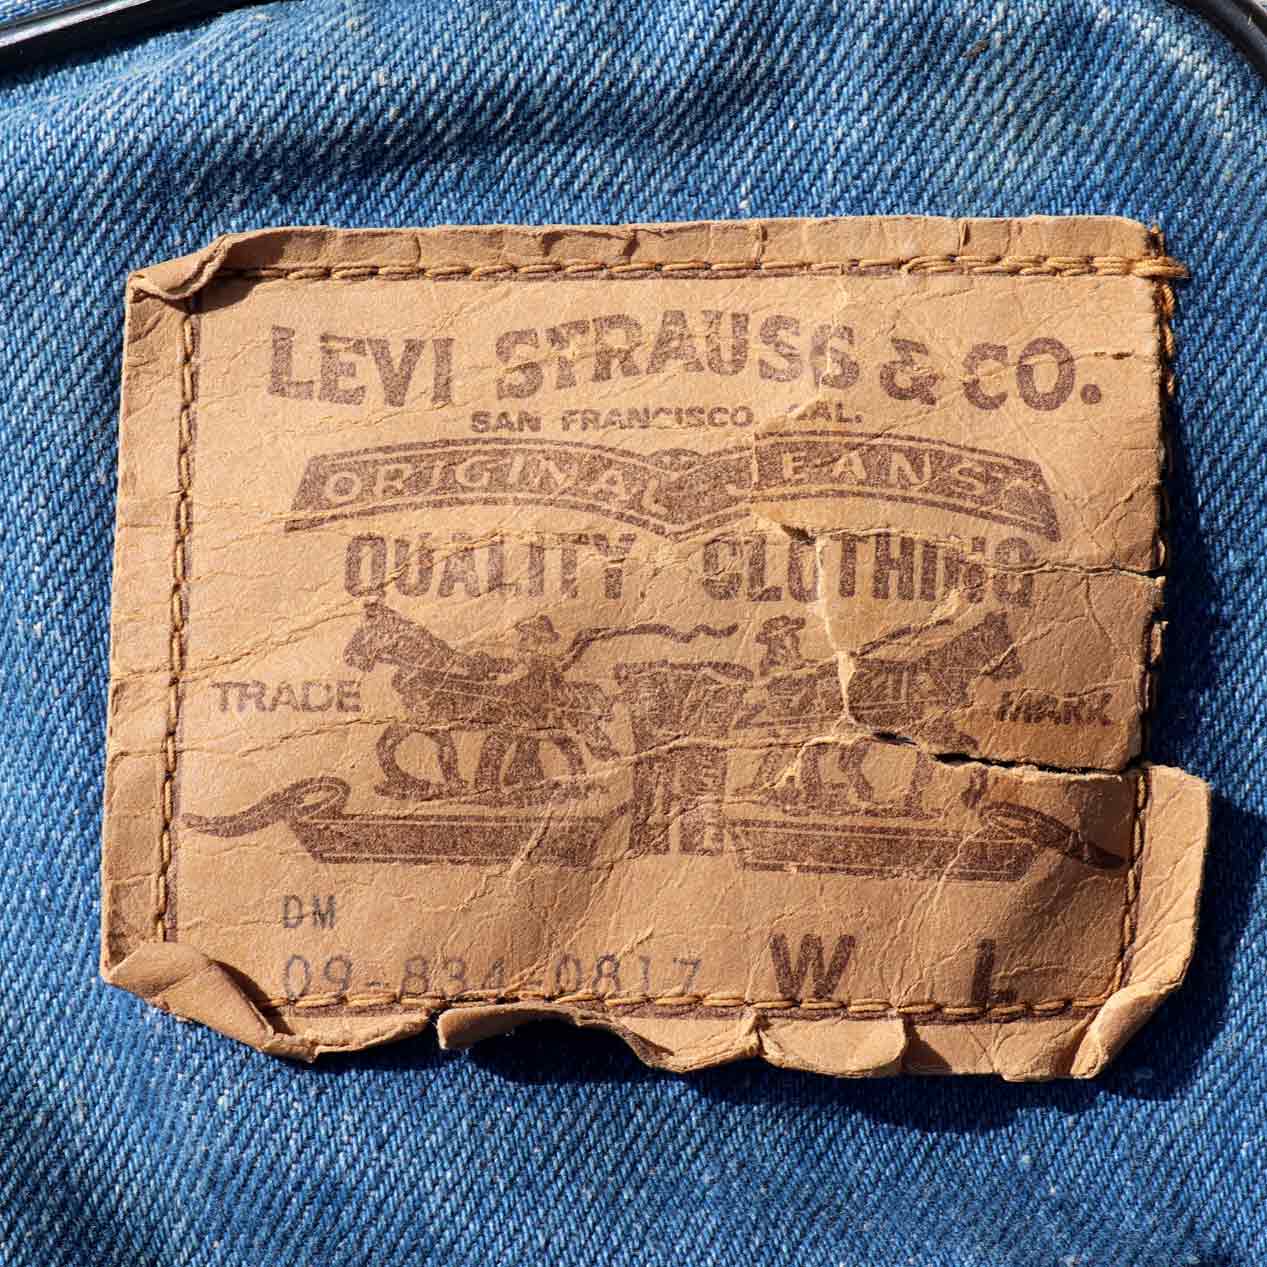 LEVI STRAUSS & CO.
SAN FRANCISCO CAL.
ORIGINAL JEANS
QUALITY CLOTHING
TRADE MARK
DM
09-834-0817 W L